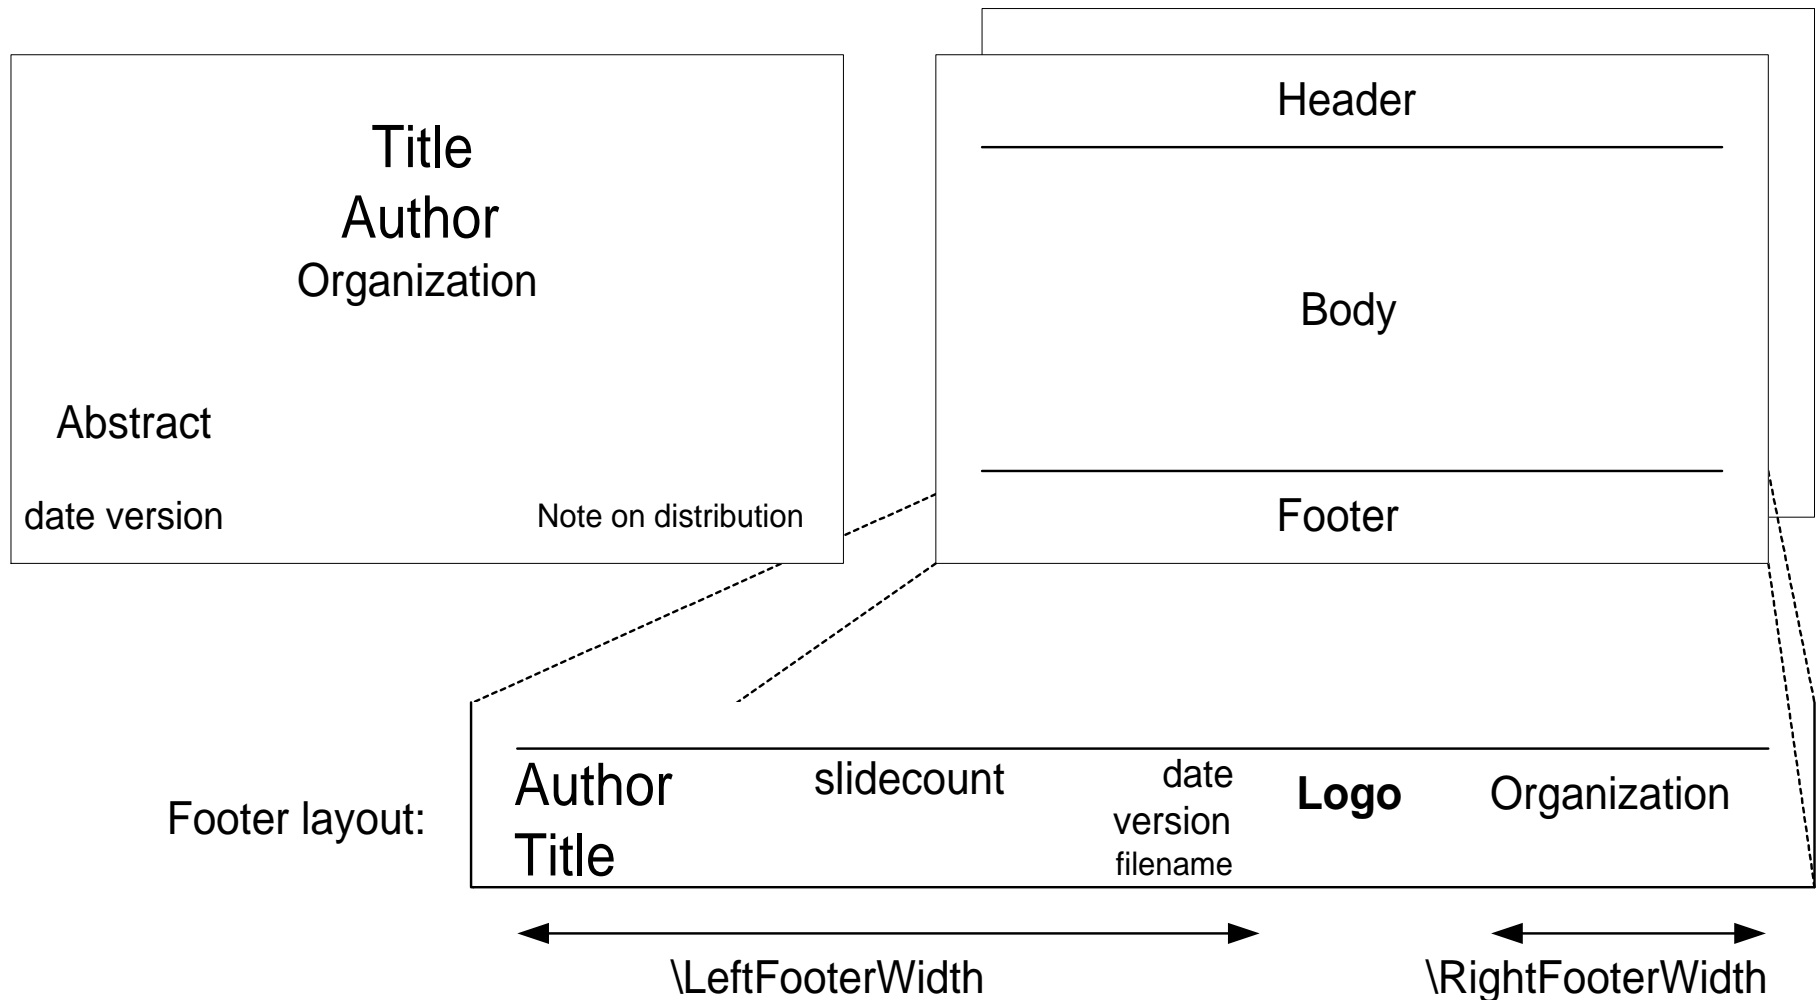 Title
Author
Organization
Abstract
date version
Note on distribution
Header
Body
Footer
Footer layout:
Author
Title
slidecount
date
version
filename
Logo
Organization
\LeftFooterWidth
\RightFooterWidth